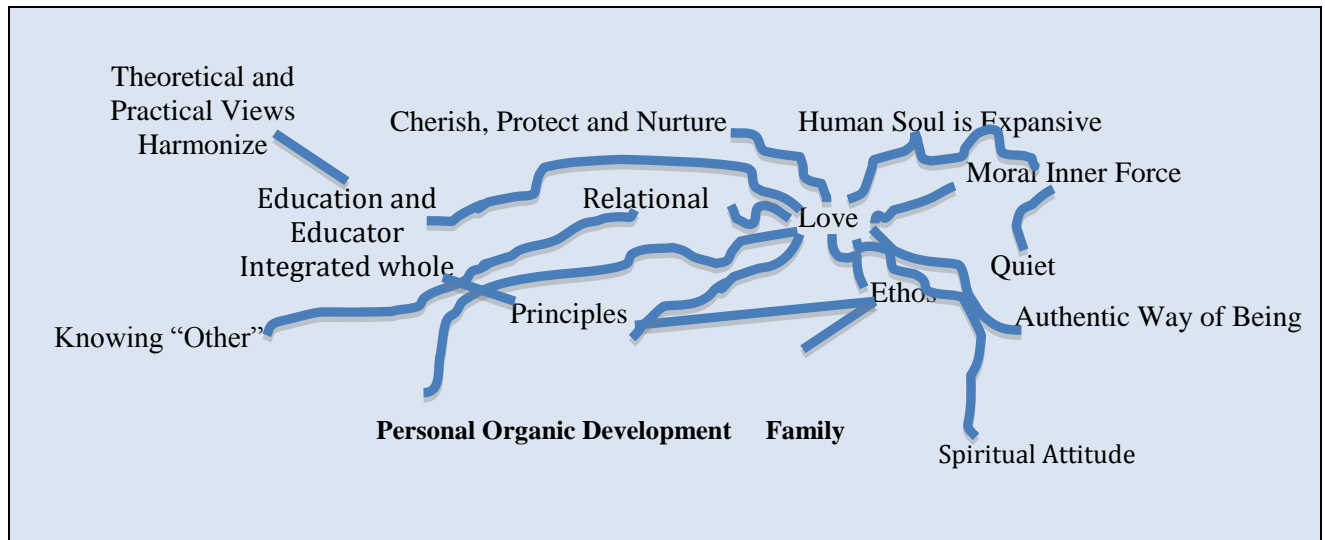 Theoretical and
Practical Views
Harmonize
Cherish, Protect and Nurture
Human Soul is Expansive
Moral Inner Force
Education and
Educator
Integrated whole
Relational
Love
Quiet
Ethos
Principles
Authentic Way of Being
Knowing “Other”
Personal Organic Development
Family
Spiritual Attitude